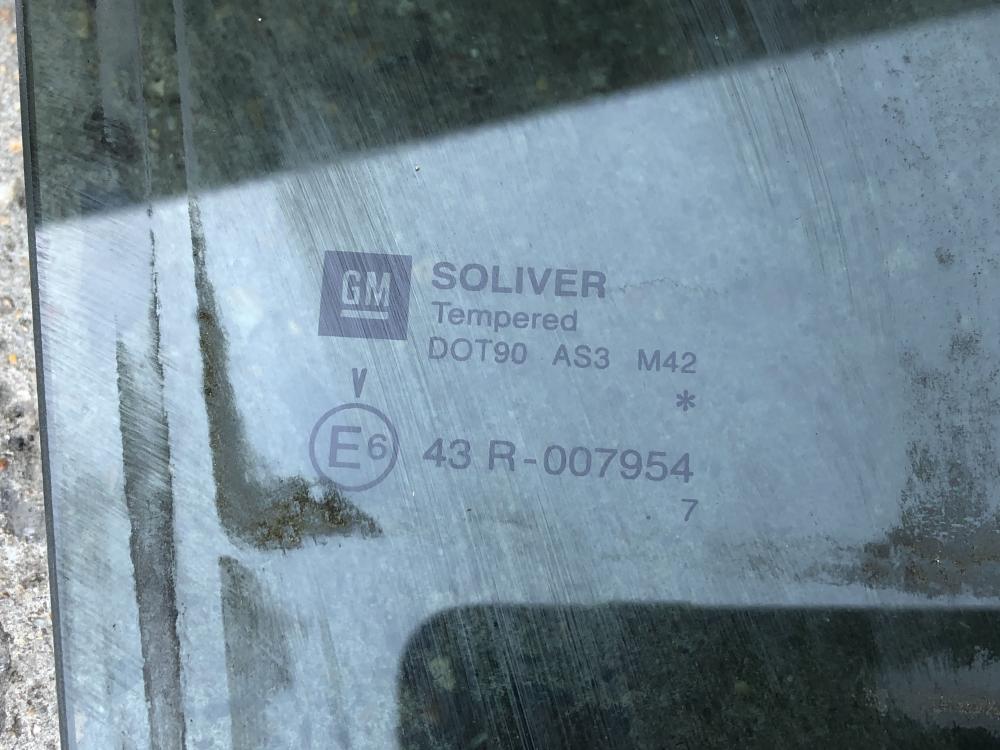 GM SOLIVER
Tempered
DOT90 AS3 M42
V *
E6 43 R-007954
7